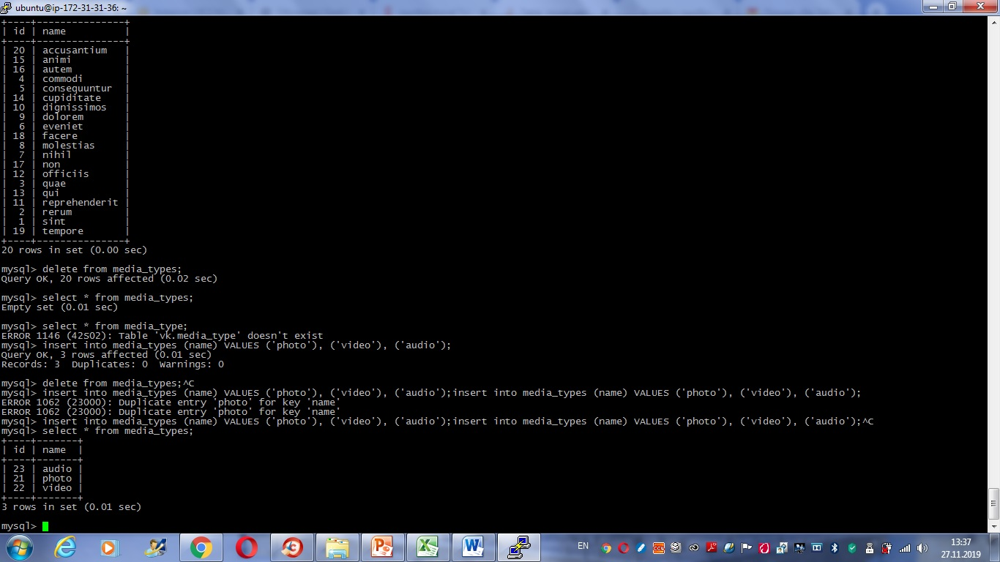 ubuntu@ip-172-31-31-36: ~
+----+---------------+
| id | name          |
+----+---------------+
| 20 | accusantium   |
| 15 | animi         |
| 16 | autem         |
|  4 | commodi       |
|  5 | consequuntur  |
| 14 | cupiditate    |
| 10 | dignissimos   |
|  9 | dolorem       |
|  6 | eveniet       |
| 18 | facere        |
|  8 | molestias     |
|  7 | nihil         |
| 17 | non           |
| 12 | officiis      |
|  3 | quae          |
| 13 | qui           |
| 11 | reprehenderit |
|  2 | rerum         |
|  1 | sint          |
| 19 | tempore       |
+----+---------------+
20 rows in set (0.00 sec)
mysql> delete from media_types;
Query OK, 20 rows affected (0.02 sec)
mysql> select * from media_types;
Empty set (0.01 sec)
mysql> select * from media_type;
ERROR 1146 (42S02): Table 'vk.media_type' doesn't exist
mysql> insert into media_types (name) VALUES ('photo'), ('video'), ('audio');
Query OK, 3 rows affected (0.01 sec)
Records: 3  Duplicates: 0  Warnings: 0
mysql> delete from media_types;^C
mysql> insert into media_types (name) VALUES ('photo'), ('video'), ('audio');insert into media_types (name) VALUES ('photo'), ('video'), ('audio');
ERROR 1062 (23000): Duplicate entry 'photo' for key 'name'
ERROR 1062 (23000): Duplicate entry 'photo' for key 'name'
mysql> insert into media_types (name) VALUES ('photo'), ('video'), ('audio');insert into media_types (name) VALUES ('photo'), ('video'), ('audio');^C
mysql> select * from media_types;
+----+-------+
| id | name  |
+----+-------+
| 23 | audio |
| 21 | photo |
| 22 | video |
+----+-------+
3 rows in set (0.01 sec)
mysql>
EN
13:37
27.11.2019